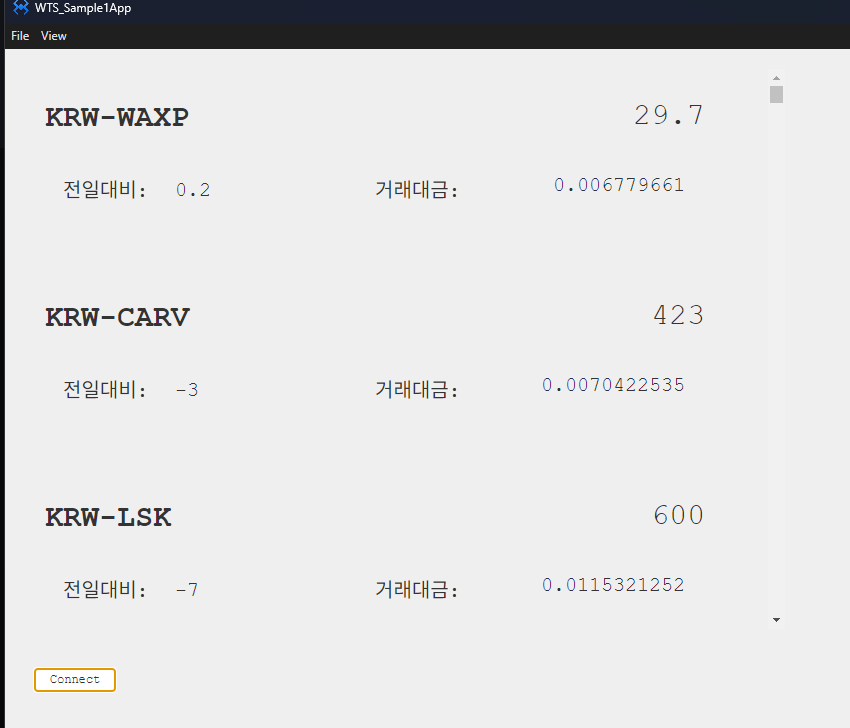 WTS_Sample1App
File View
KRW-WAXP 29.7
전일대비: 0.2 거래대금: 0.006779661
KRW-CARV 423
전일대비: -3 거래대금: 0.0070422535
KRW-LSK 600
전일대비: -7 거래대금: 0.0115321252
Connect